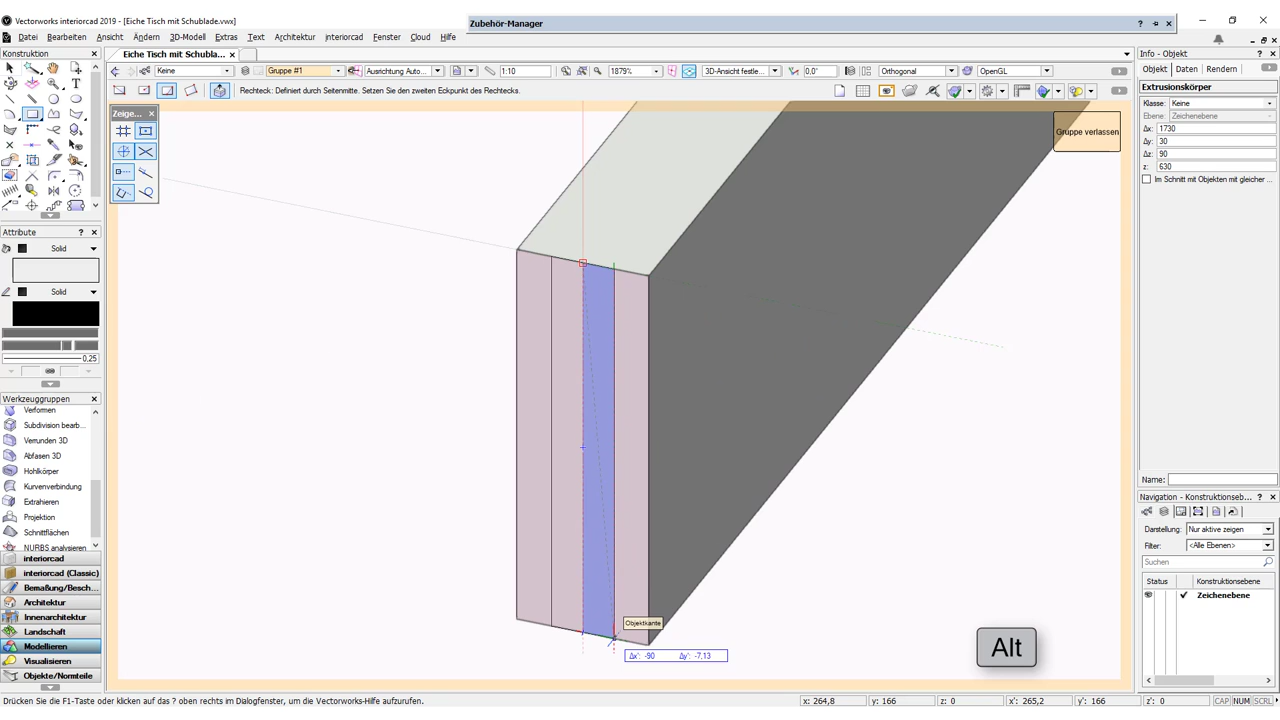 Vectorworks interiorcad 2019 - [Eiche Tisch mit Schublade.vwx]
Zubehör-Manager
Datei Bearbeiten Ansicht Ändern 3D-Modell Extras Text Architektur interiorcad Fenster Cloud Hilfe
Konstruktion
Eiche Tisch mit Schubla...
Keine
Gruppe #1
Ausrichtung Auto...
1:10
1879%
3D-Ansicht festle...
0,0°
Orthogonal
OpenGL
Rechteck: Definiert durch Seitenmitte. Setzen Sie den zweiten Eckpunkt des Rechtecks.
Zeige...
Gruppe verlassen
Info - Objekt
Objekt Daten Rendern
Extrusionskörper
Klasse: Keine
Ebene: Zeichenebene
Δx: 1730
Δy: 30
Δz: 90
z: 630
Im Schnitt mit Objekten mit gleicher ...
Attribute
Solid
Solid
0,25
Werkzeuggruppen
Verformen
Subdivision bearb...
Verrunden 3D
Abfasen 3D
Hohlkörper
Kurvenverbindung
Extrahieren
Projektion
Schnittflächen
NURBS analysieren
interiorcad
interiorcad (Classic)
Bemaßung/Besch...
Architektur
Innenarchitektur
Landschaft
Modellieren
Visualisieren
Objekte/Normteile
Objektkante
Δx': -90 Δy': -7,13
Alt
Name:
Navigation - Konstruktionseb...
Darstellung: Nur aktive zeigen
Filter: <Alle Ebenen>
Suchen
Status # Konstruktionsebene
Zeichenebene
Drücken Sie die F1-Taste oder klicken auf das ? oben rechts im Dialogfenster, um die Vectorworks-Hilfe aufzurufen.
x: 264,8 y: 166 z: 0 x': 265,2 y': 166 z': 0 CAP NUM SCRL